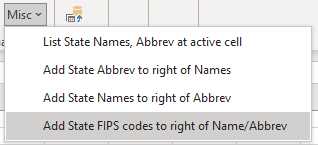 Misc
List State Names, Abbrev at active cell
Add State Abbrev to right of Names
Add State Names to right of Abbrev
Add State FIPS codes to right of Name/Abbrev